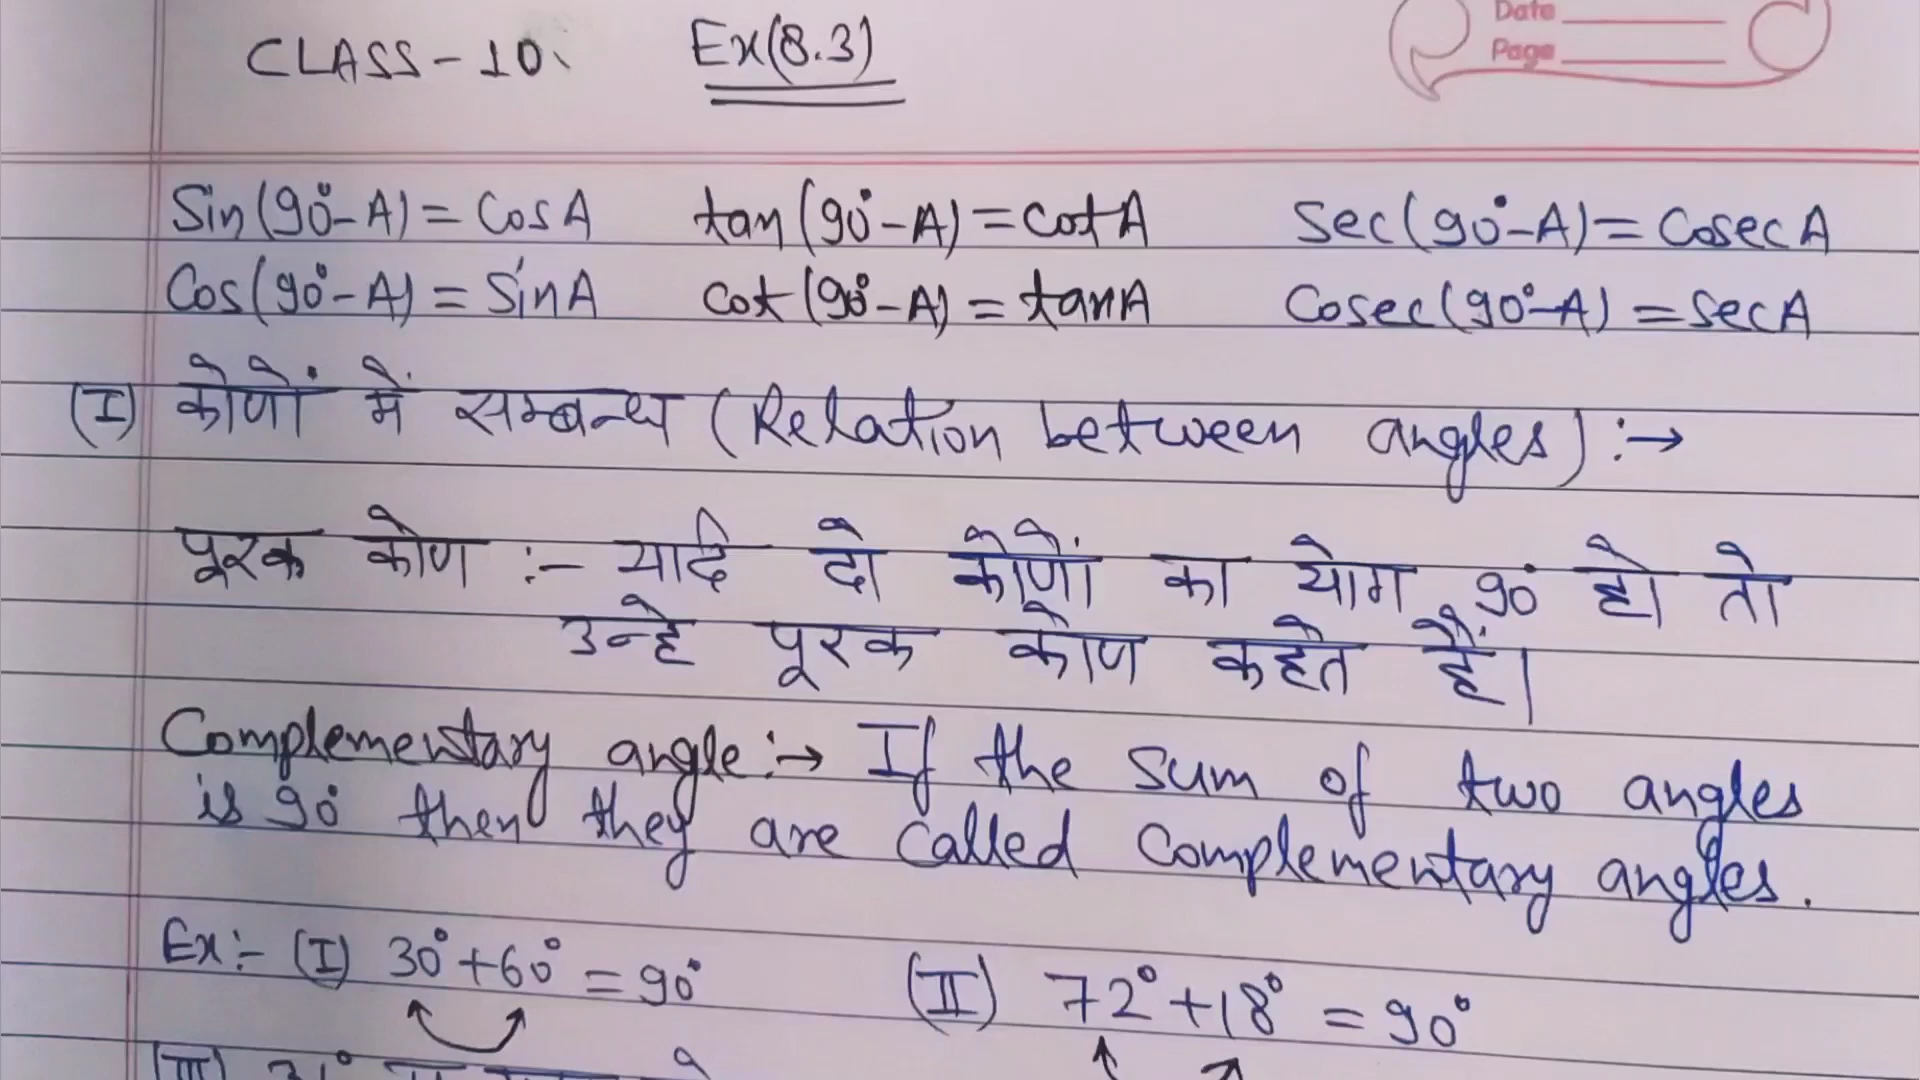 Date
Page
CLASS-10. Ex(8.3)
Sin(90°-A)=CosA tan(90°-A)=cotA Sec(90°-A)=CosecA
Cos(90°-A)=SinA Cot(90°-A)=tanA Cosec(90°-A)=secA
(I) कोणों में सम्बन्ध (Relation between angles):→
पूरक कोण :- यदि दो कोणों का योग 90° हो तो
उन्हे पूरक कोण कहते हैं।
Complementary angle:→ If the sum of two angles
is 90° then they are called Complementary angles.
Ex:- (I) 30°+60°=90° (II) 72°+18°=90°
(III) 31°